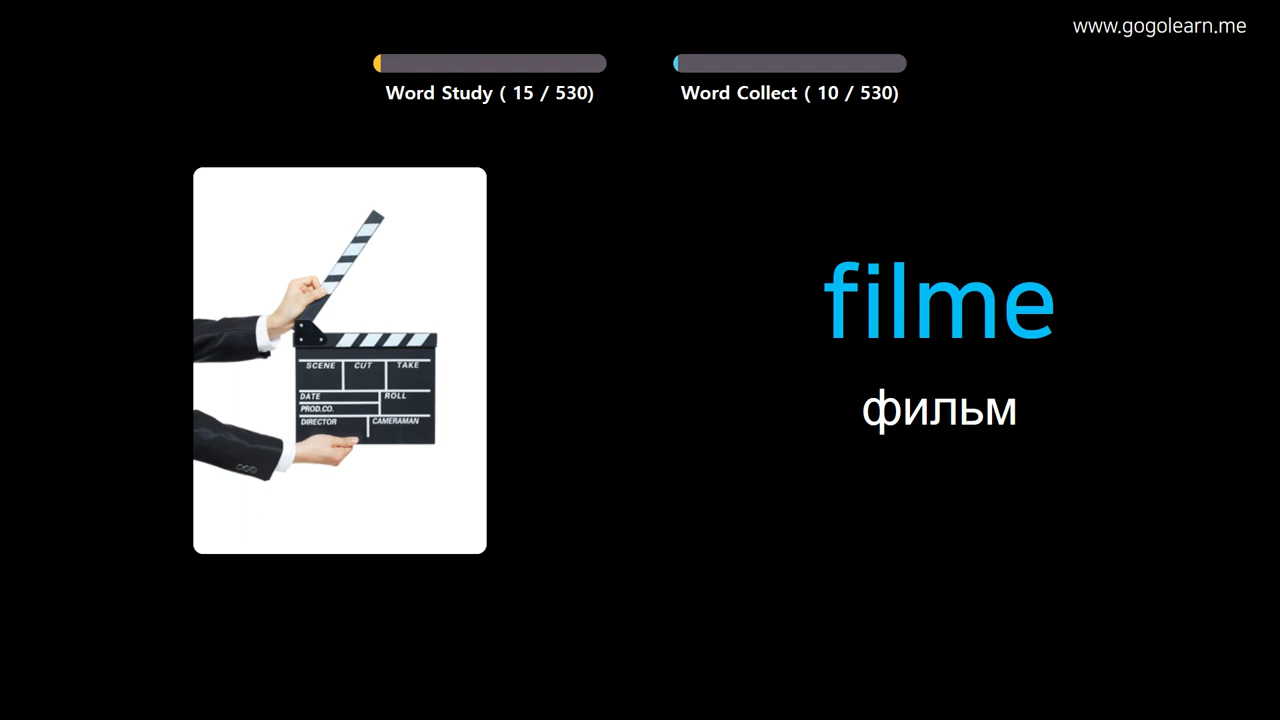 www.gogolearn.me
Word Study ( 15 / 530)
Word Collect ( 10 / 530)
SCENE CUT TAKE
DATE ROLL
PROD.CO.
DIRECTOR CAMERAMAN
filme
фильм